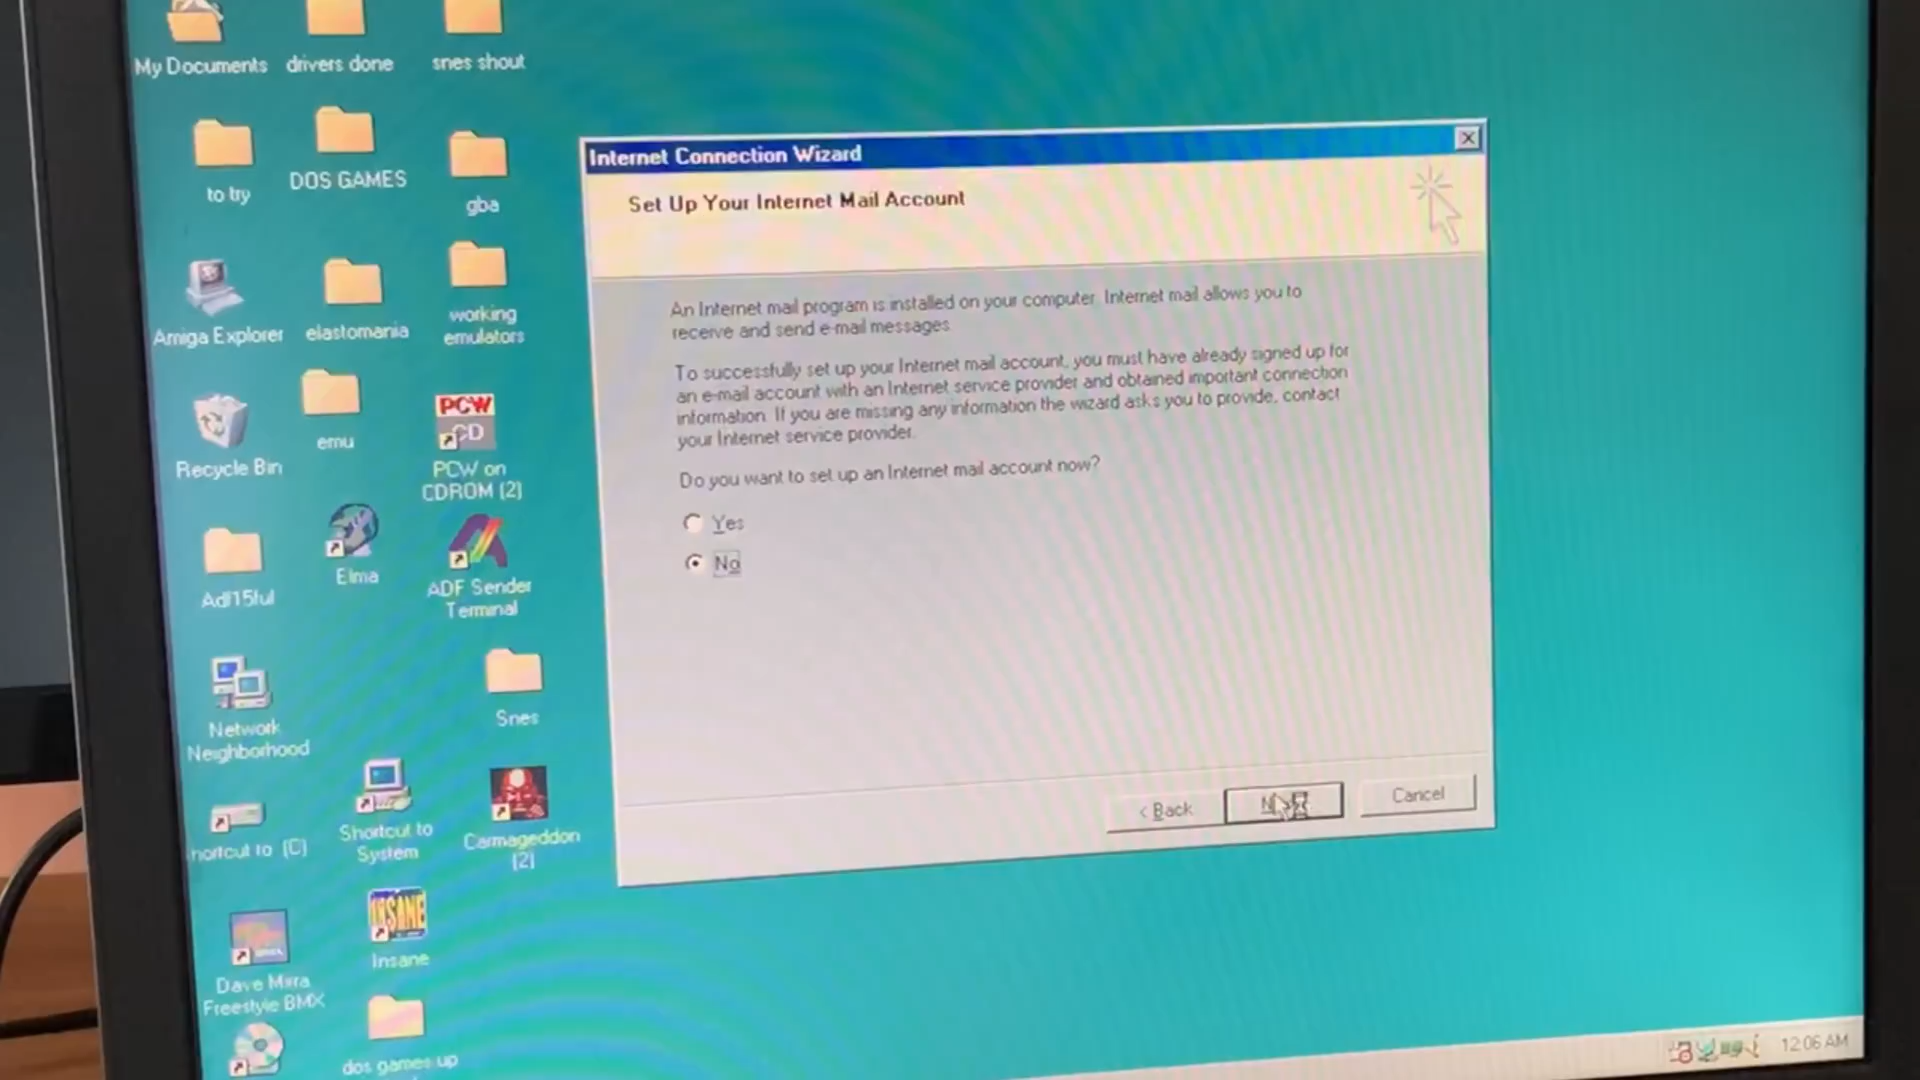 My Documents
drivers done
snes shout
to try
DOS GAMES
gba
Amiga Explorer
elastomania
working
emulators
Recycle Bin
emu
PCW
CD
PCW on
CDROM (2)
Adf15ful
Elma
ADF Sender
Terminal
Network
Neighborhood
Snes
hortcut to (C)
Shortcut to
System
Carmageddon
(2)
INSANE
Insane
Dave Mirra
Freestyle BMX
dos games up
Internet Connection Wizard
Set Up Your Internet Mail Account
An Internet mail program is installed on your computer. Internet mail allows you to
receive and send e-mail messages.
To successfully set up your Internet mail account, you must have already signed up for
an e-mail account with an Internet service provider and obtained important connection
information. If you are missing any information the wizard asks you to provide, contact
your Internet service provider.
Do you want to set up an Internet mail account now?
Yes
No
< Back
Cancel
12:06 AM